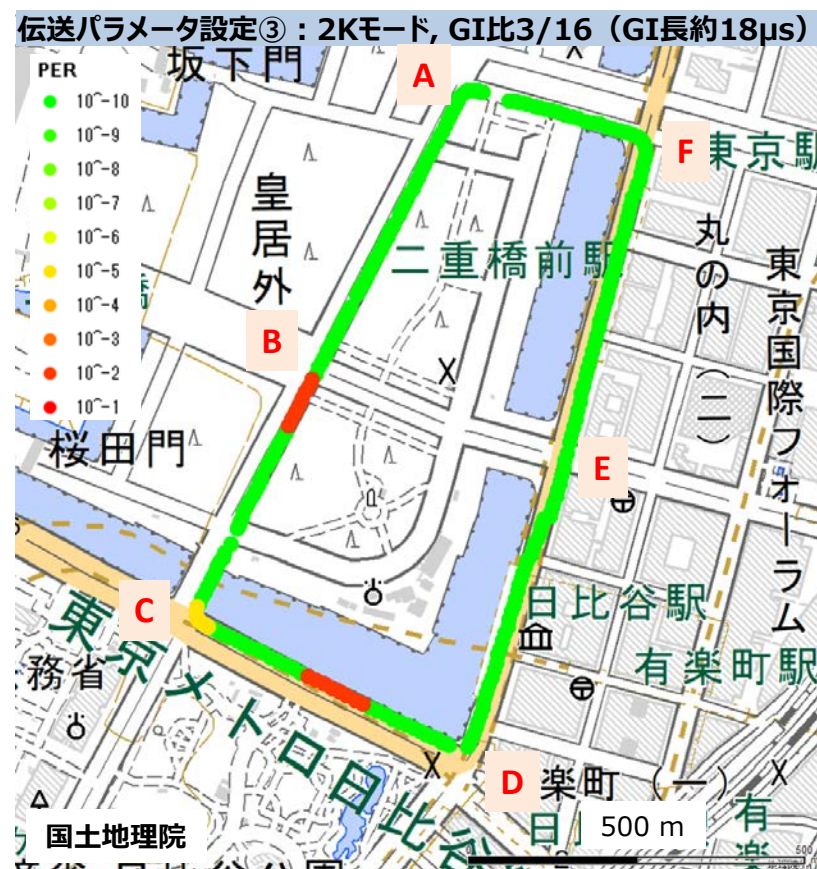 伝送パラメータ設定③：2Kモード, GI比3/16（GI長約18μs）
坂下門
PER
10^-10
10^-9
10^-8
10^-7
10^-6
10^-5
10^-4
10^-3
10^-2
10^-1
A
F
東京駅
皇居外
二重橋前駅
丸の内（二）
東京国際フォーラム
B
桜田門
E
C
日比谷駅
有楽町駅
東京メトロ日比谷
務省
D
楽町（一）
500 m
国土地理院
有楽
500